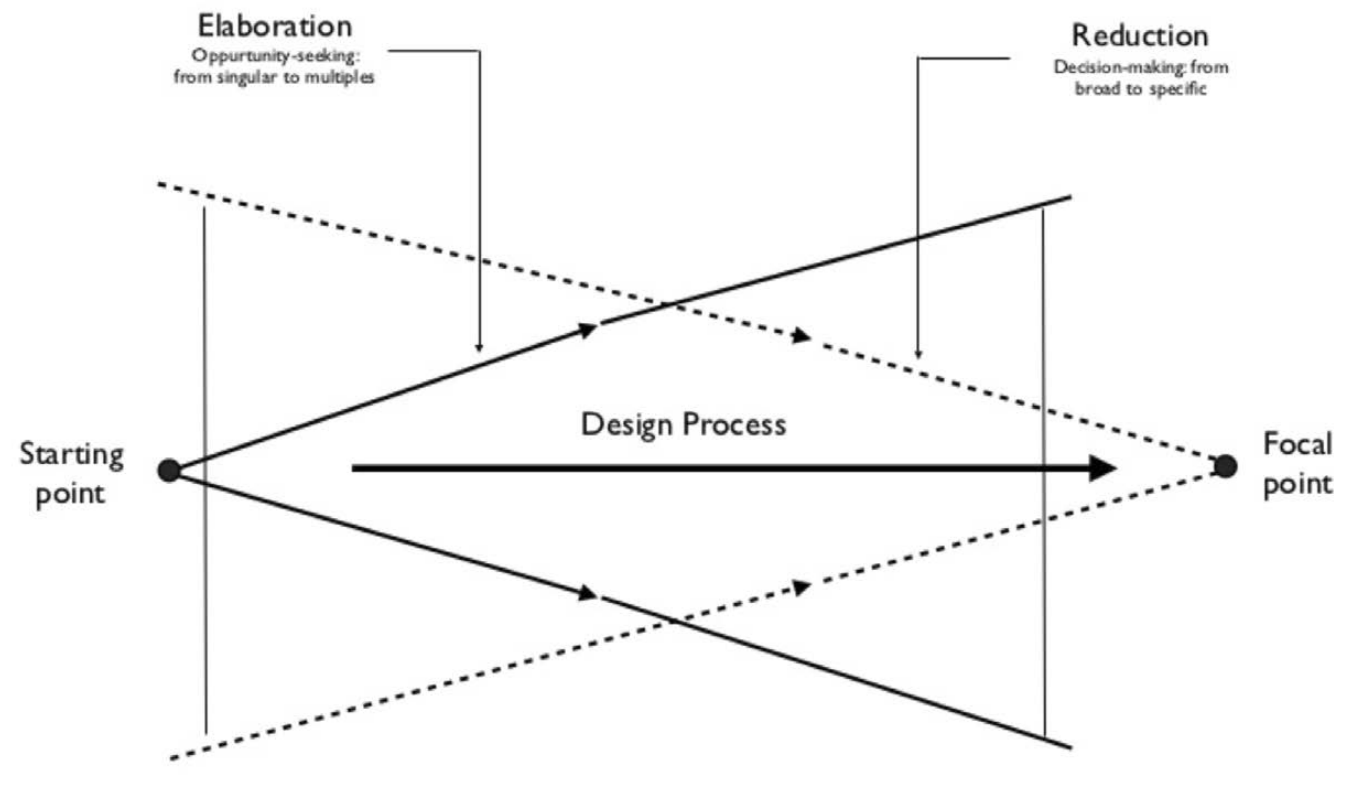 Elaboration
Oppurtunity-seeking:
from singular to multiples
Reduction
Decision-making: from
broad to specific
Design Process
Starting
point
Focal
point